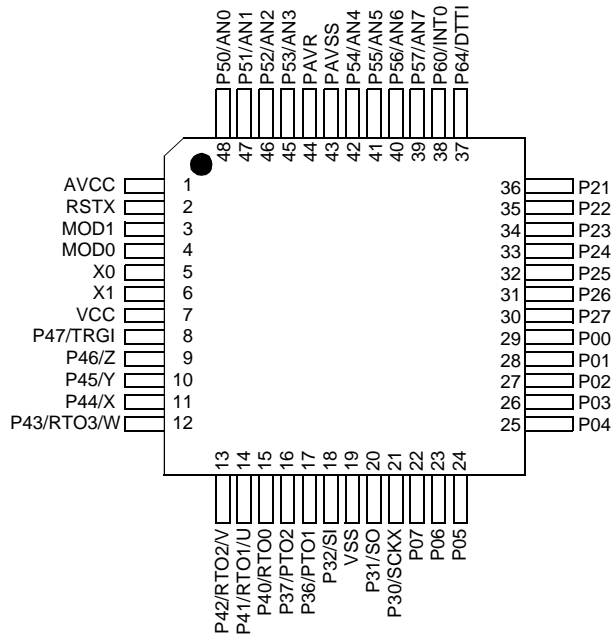 P50/AN0
P51/AN1
P52/AN2
P53/AN3
PAVR
PAVSS
P54/AN4
P55/AN5
P56/AN6
P57/AN7
P60/INT0
P64/DTTI
48
47
46
45
44
43
42
41
40
39
38
37
AVCC 1
RSTX 2
MOD1 3
MOD0 4
X0 5
X1 6
VCC 7
P47/TRGI 8
P46/Z 9
P45/Y 10
P44/X 11
P43/RTO3/W 12
36 P21
35 P22
34 P23
33 P24
32 P25
31 P26
30 P27
29 P00
28 P01
27 P02
26 P03
25 P04
13
14
15
16
17
18
19
20
21
22
23
24
P42/RTO2/V
P41/RTO1/U
P40/RTO0
P37/PTO2
P36/PTO1
P32/SI
VSS
P31/SO
P30/SCKX
P07
P06
P05